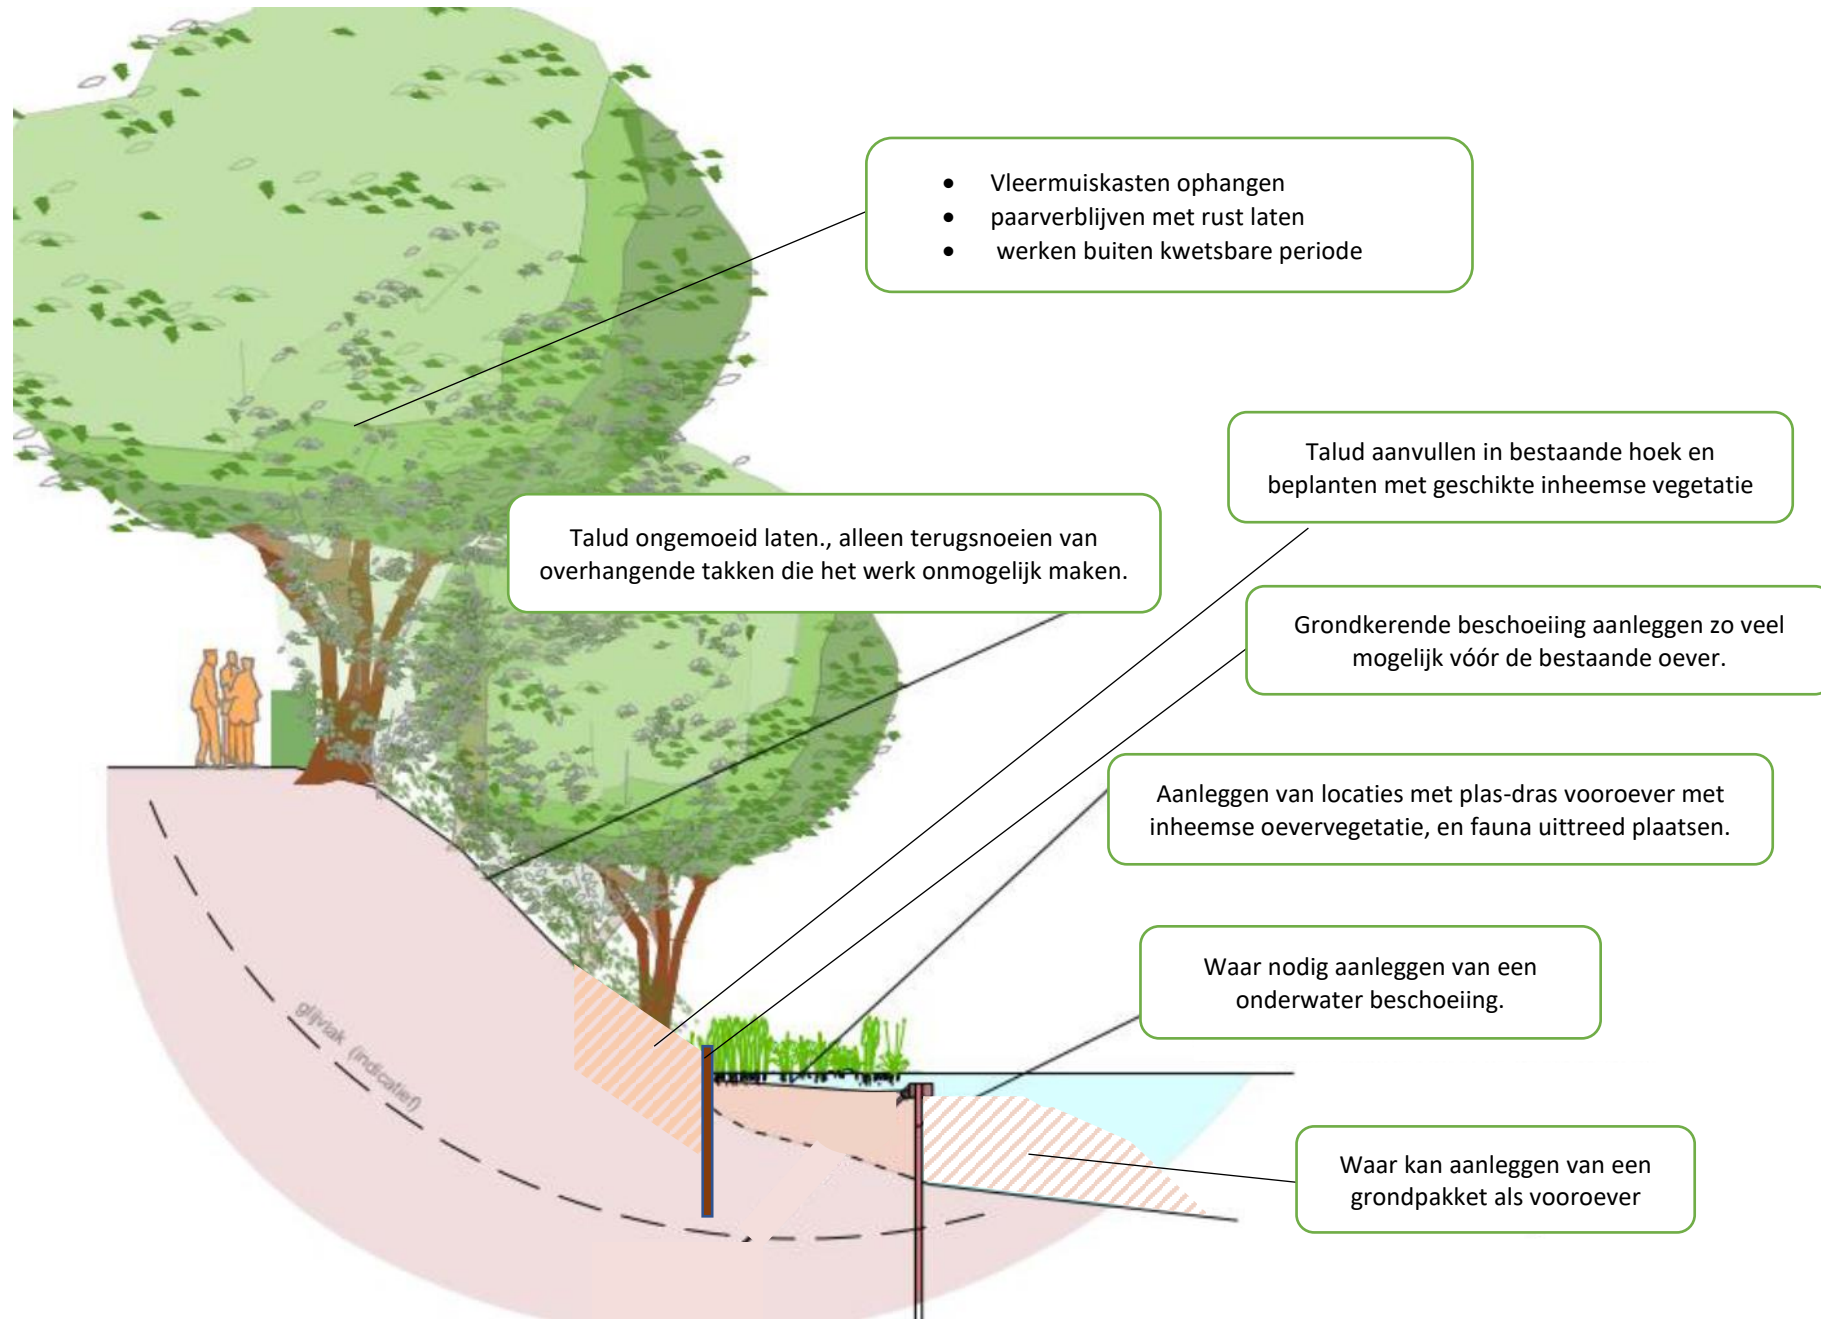 • Vleermuiskasten ophangen
• paarverblijven met rust laten
• werken buiten kwetsbare periode
Talud aanvullen in bestaande hoek en
beplanten met geschikte inheemse vegetatie
Talud ongemoeid laten., alleen terugsnoeien van
overhangende takken die het werk onmogelijk maken.
Grondkerende beschoeiing aanleggen zo veel
mogelijk vóór de bestaande oever.
Aanleggen van locaties met plas-dras vooroever met
inheemse oevervegetatie, en fauna uittreed plaatsen.
Waar nodig aanleggen van een
onderwater beschoeiing.
glijvlak (indicatief)
Waar kan aanleggen van een
grondpakket als vooroever